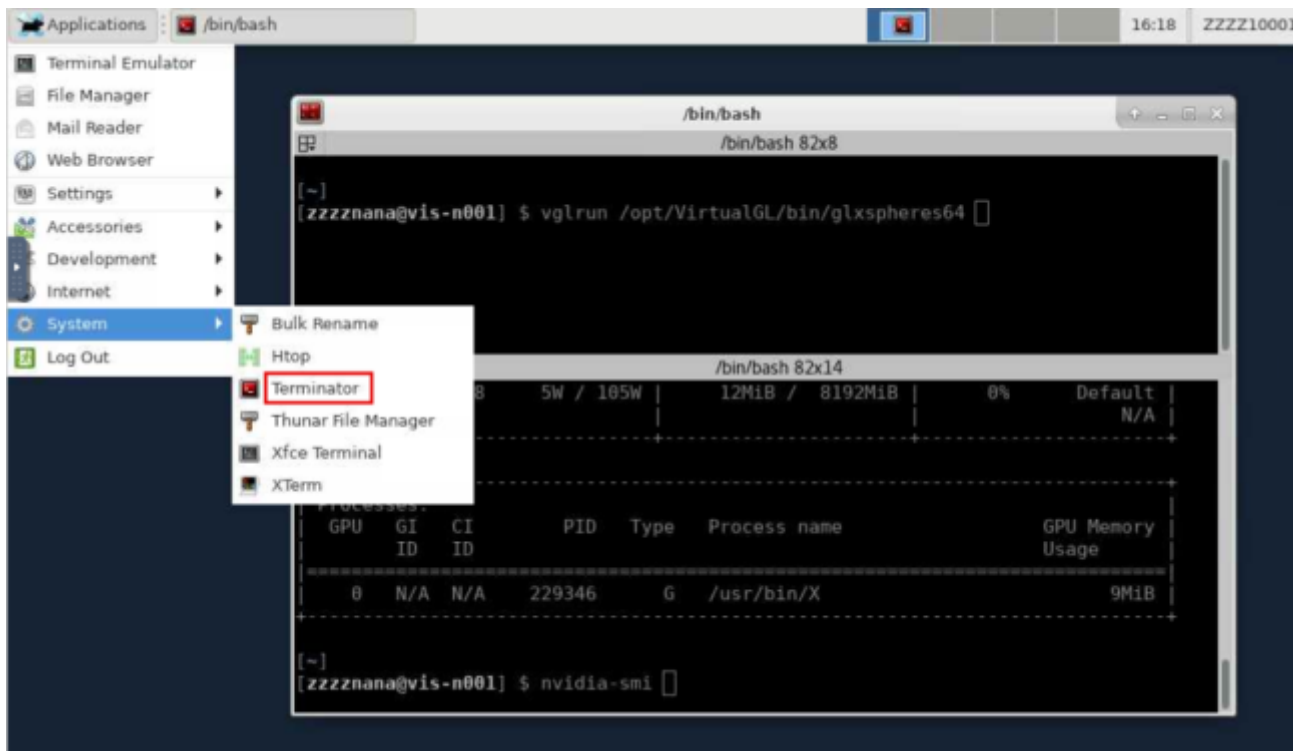 Applications /bin/bash 16:18 ZZZZ10001
Terminal Emulator
File Manager
Mail Reader
Web Browser
Settings
Accessories
Development
Internet
System
Log Out
Bulk Rename
Htop
Terminator
Thunar File Manager
Xfce Terminal
XTerm
/bin/bash
/bin/bash 82x8
[~]
[zzzznana@vis-n001] $ vglrun /opt/VirtualGL/bin/glxspheres64
/bin/bash 82x14
8 5W / 105W | 12MiB / 8192MiB | 0% Default |
| | N/A |
| Processes:
| GPU GI CI PID Type Process name GPU Memory |
| ID ID Usage |
| 0 N/A N/A 229346 G /usr/bin/X 9MiB |
[~]
[zzzznana@vis-n001] $ nvidia-smi